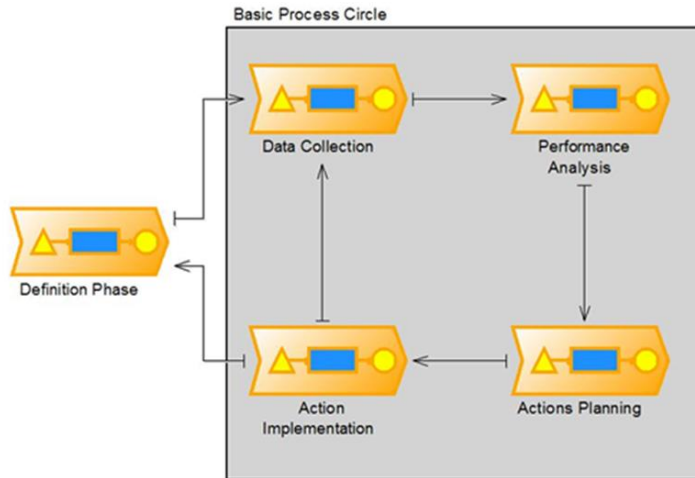 Basic Process Circle
Data Collection
Performance
Analysis
Definition Phase
Action
Implementation
Actions Planning